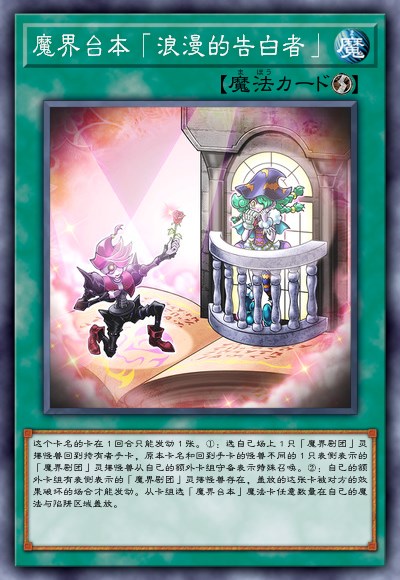 魔界台本「浪漫的告白者」
魔
【魔法カード】
まほう
这个卡名的卡在1回合只能发动1张。①：选自己场上1只「魔界剧团」灵
摆怪兽回到持有者手卡，原本卡名和回到手卡的怪兽不同的1只表侧表示的
「魔界剧团」灵摆怪兽从自己的额外卡组守备表示特殊召唤。②：自己的额
外卡组有表侧表示的「魔界剧团」灵摆怪兽存在，盖放的这张卡被对方的效
果破坏的场合才能发动。从卡组选「魔界台本」魔法卡任意数量在自己的魔
法与陷阱区域盖放。